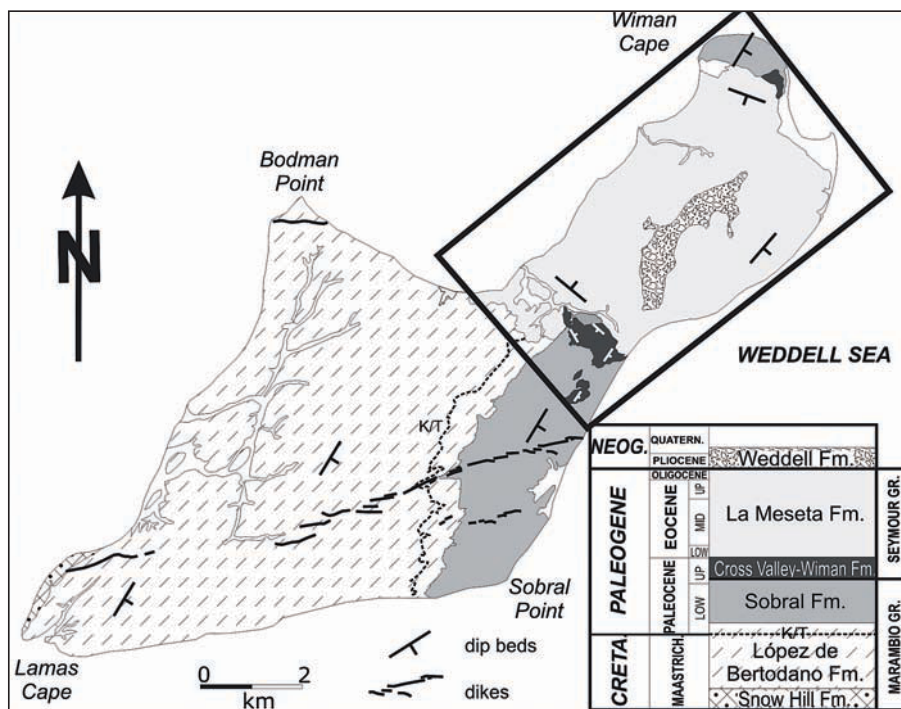 Wiman
Cape
Bodman
Point
N
WEDDELL SEA
K/T
Sobral
Point
Lamas
Cape
0 2
km
dip beds
dikes
NEOG.
QUATERN.
PLIOCENE
Weddell Fm.
PALEOGENE
OLIGOCENE
EOCENE
UP
MID
LOW
La Meseta Fm.
SEYMOUR GR.
PALEOCENE
UP
LOW
Cross Valley-Wiman Fm.
Sobral Fm.
MARAMBIO GR.
K/T
CRETA.
MAASTRICH.
López de
Bertodano Fm.
Snow Hill Fm.